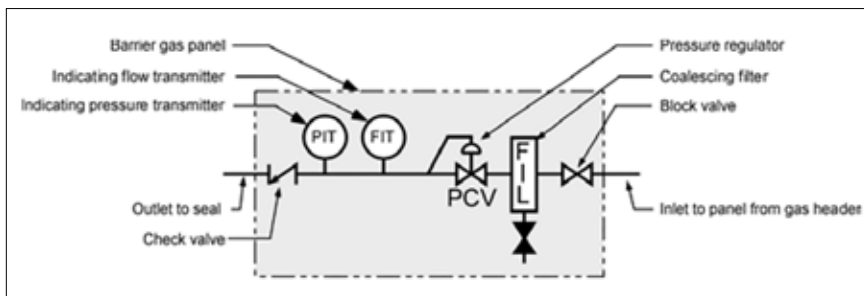 Barrier gas panel
Indicating flow transmitter
Indicating pressure transmitter
Pressure regulator
Coalescing filter
Block valve
PIT
FIT
PCV
FIL
Outlet to seal
Check valve
Inlet to panel from gas header